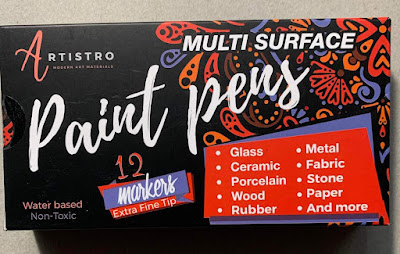 ARTISTRO
MODERN ART MATERIALS
MULTI SURFACE
Paint pens
12
markers
Extra Fine Tip
Water based
Non-Toxic
• Glass
• Ceramic
• Porcelain
• Wood
• Rubber
• Metal
• Fabric
• Stone
• Paper
• And more